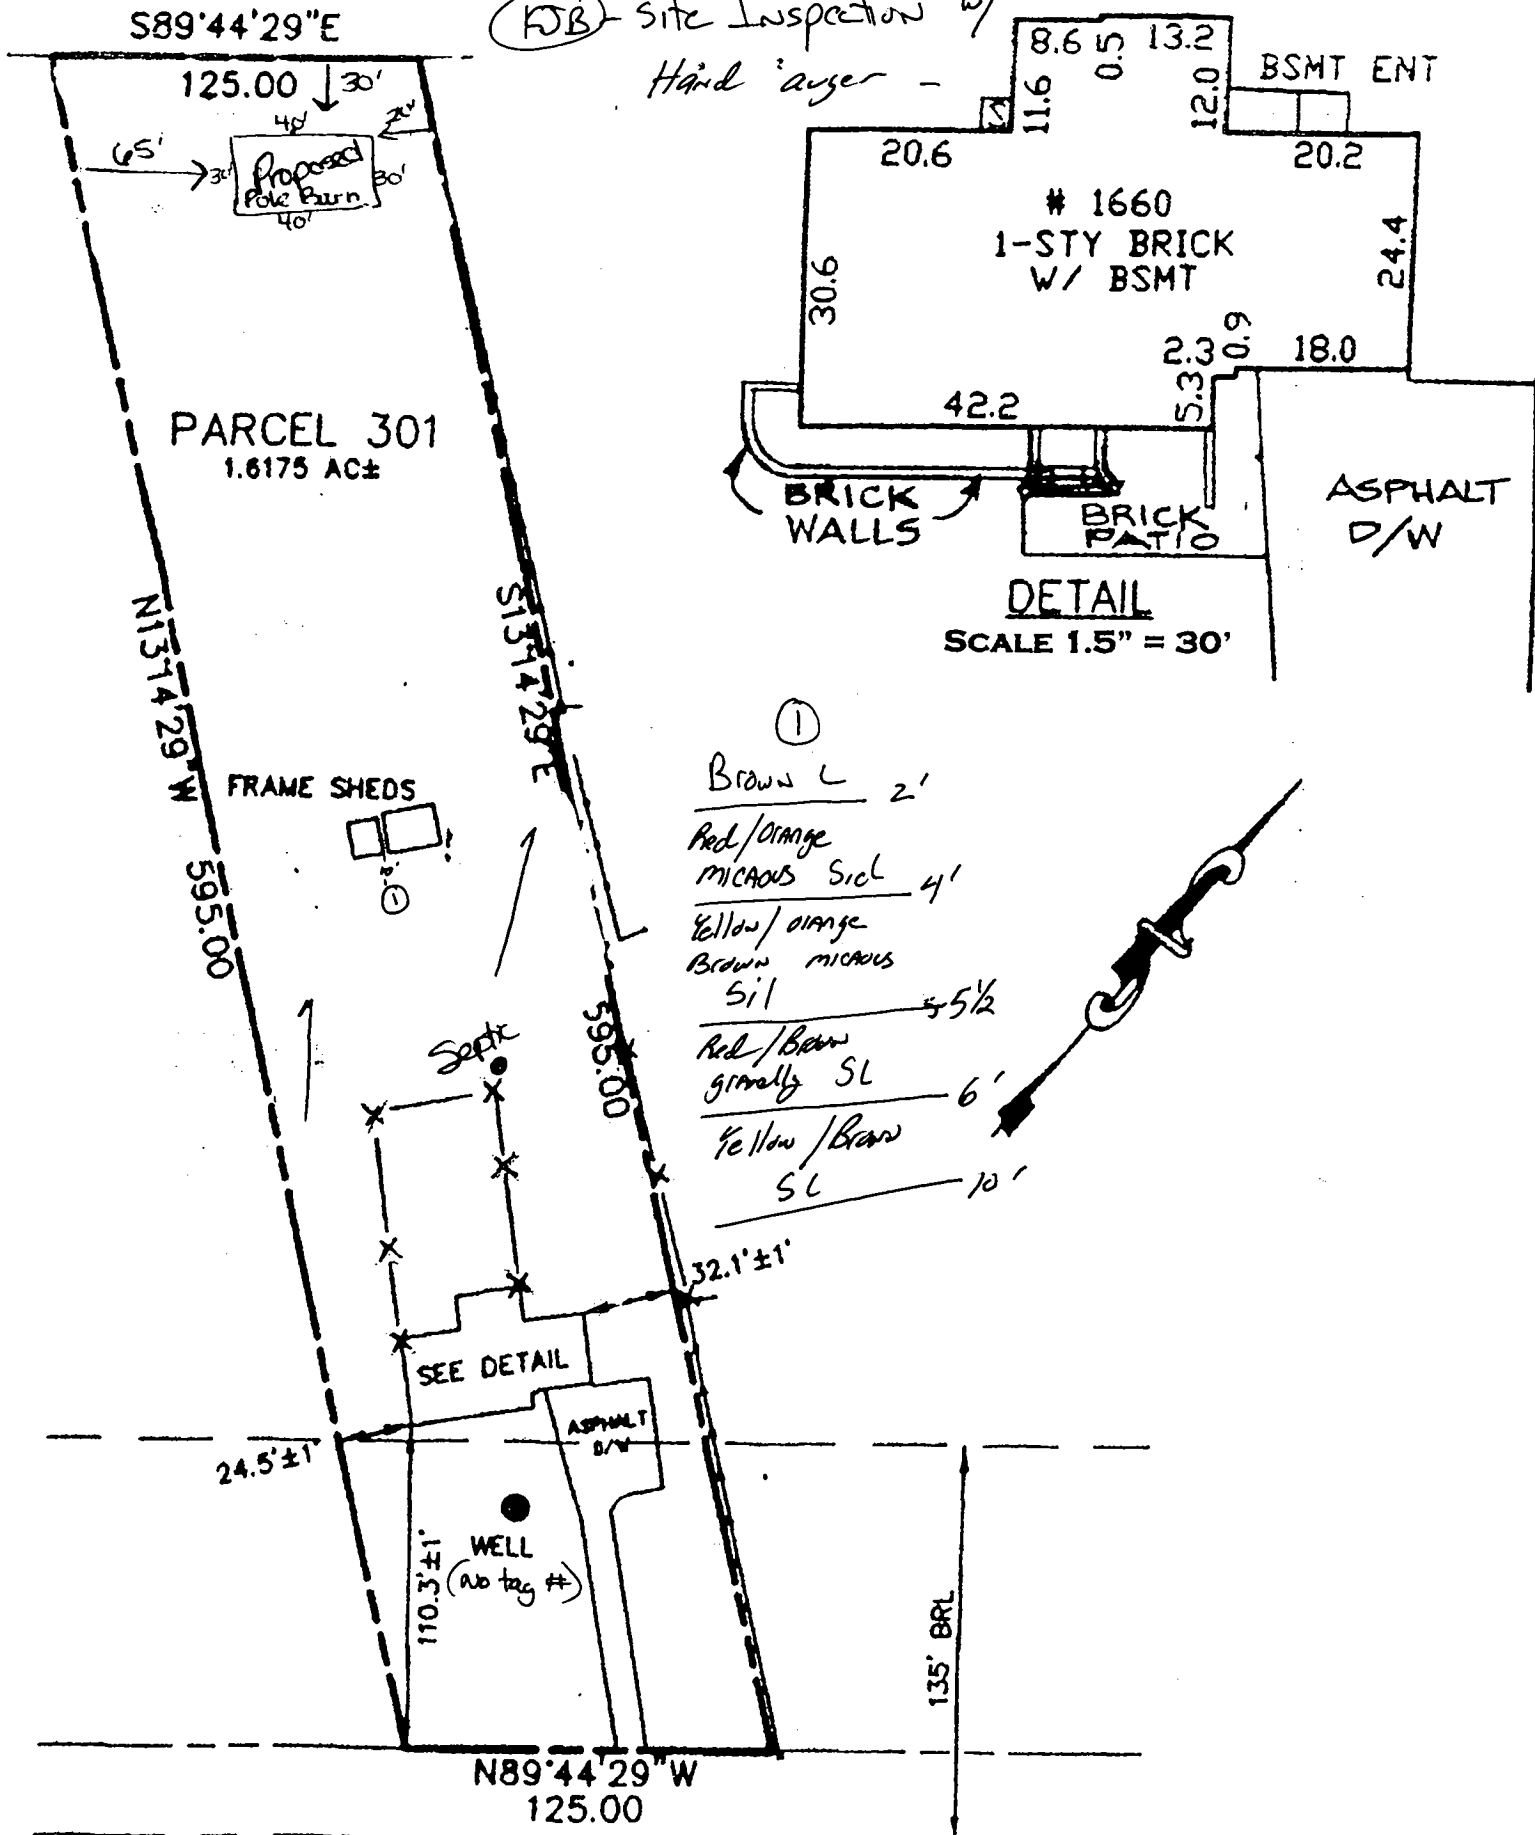 S89°44'29"E
125.00
30'
40'
65'
30'
Proposed
Pole Barn
30'
40'
PARCEL 301
1.6175 AC±
N13°14'29"W
595.00
S13°14'29"E
595.00
FRAME SHEDS
①
Septic
SEE DETAIL
ASPHALT
D/W
32.1'±1'
24.5'±1'
110.3'±1'
WELL
(No tag #)
135' BRL
N89°44'29"W
125.00
Site Inspection w/
Hand auger -
8.6
0.5
13.2
11.6
12.0
BSMT ENT
20.6
20.2
# 1660
1-STY BRICK
W/ BSMT
30.6
24.4
2.3
0.9
18.0
5.3
42.2
BRICK
WALLS
BRICK
PATIO
ASPHALT
D/W
DETAIL
SCALE 1.5" = 30'
①
Brown L 2'
Red/Orange
micaous SicL 4'
Yellow/orange
Brown micaous
Sil 5½
Red/Brown
gravelly SL 6'
Yellow/Brown
SL 10'